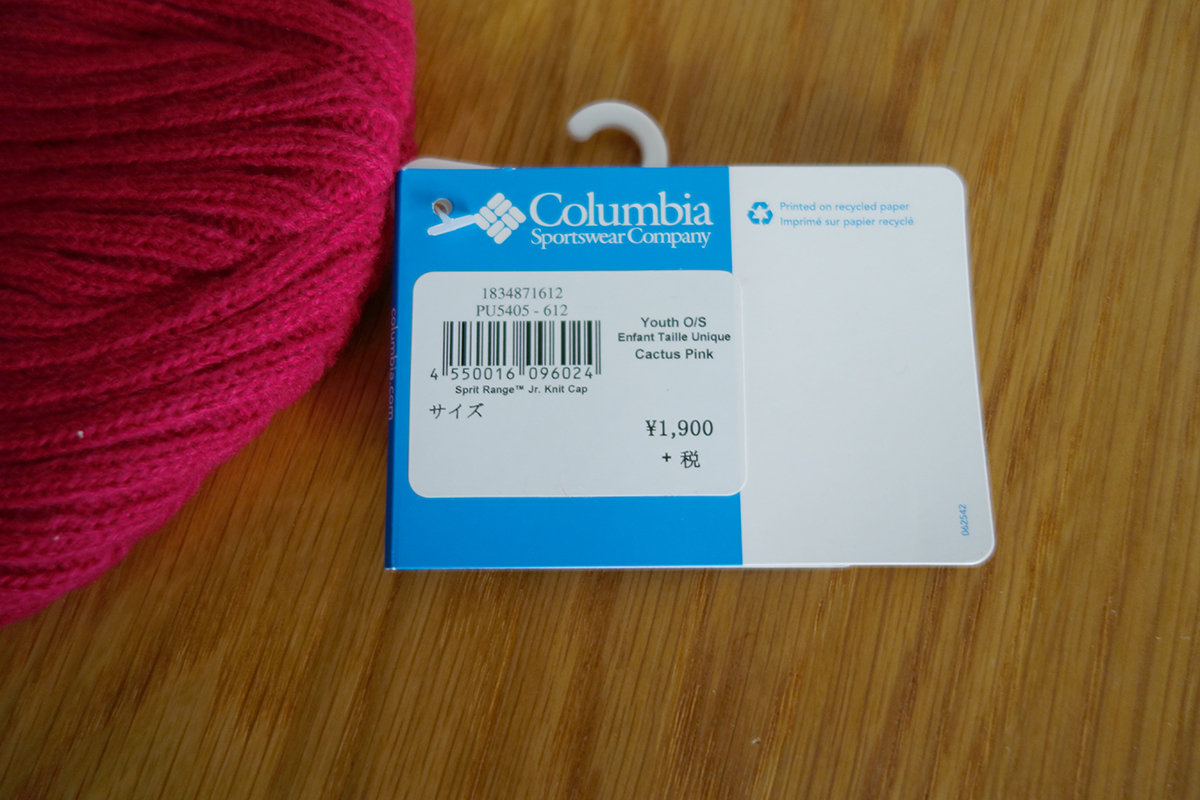 Columbia
Sportswear Company
Printed on recycled paper
Imprimé sur papier recyclé
1834871612
PU5405 - 612
4 550016 096024
Sprit Range™ Jr. Knit Cap
サイズ
Youth O/S
Enfant Taille Unique
Cactus Pink
¥1,900
+ 税
columbia.com
062542